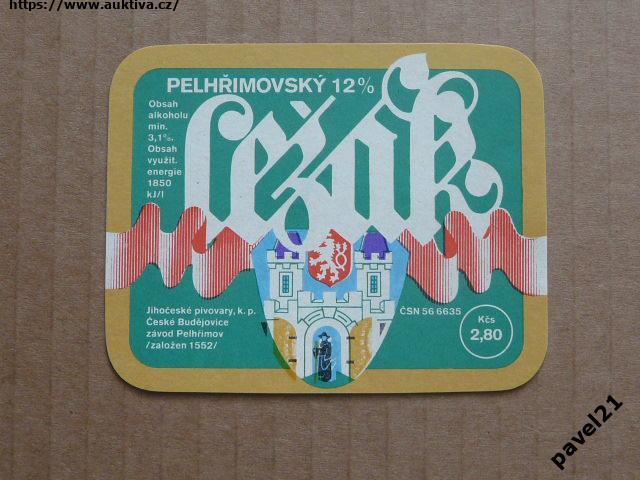 https://www.auktiva.cz/
PELHŘIMOVSKÝ 12%
Ležák
Obsah
alkoholu
min.
3,1%.
Obsah
využit.
energie
1850
kJ/l
Jihočeské pivovary, k. p.
České Budějovice
závod Pelhřimov
/založen 1552/
ČSN 56 6635
Kčs
2,80
pavel21